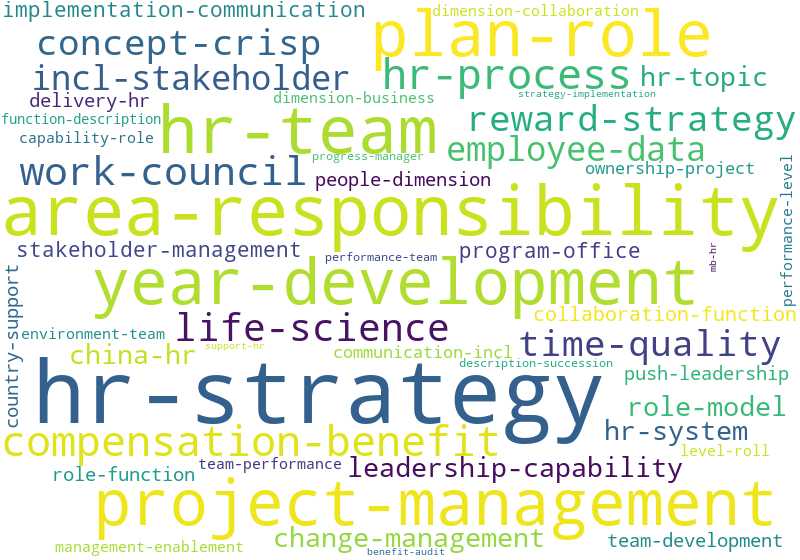 implementation-communication
dimension-collaboration
plan-role
concept-crisp
incl-stakeholder
hr-process
hr-topic
delivery-hr
dimension-business
strategy-implementation
function-description
hr-team
reward-strategy
capability-role
progress-manager
employee-data
work-council
people-dimension
ownership-project
performance-level
area-responsibility
stakeholder-management
performance-team
program-office
mb-hr
year-development
country-support
collaboration-function
environment-team
life-science
time-quality
china-hr
support-hr
communication-incl
description-succession
push-leadership
hr-strategy
role-model
compensation-benefit
hr-system
level-roll
role-function
team-performance
leadership-capability
project-management
management-enablement
change-management
team-development
benefit-audit